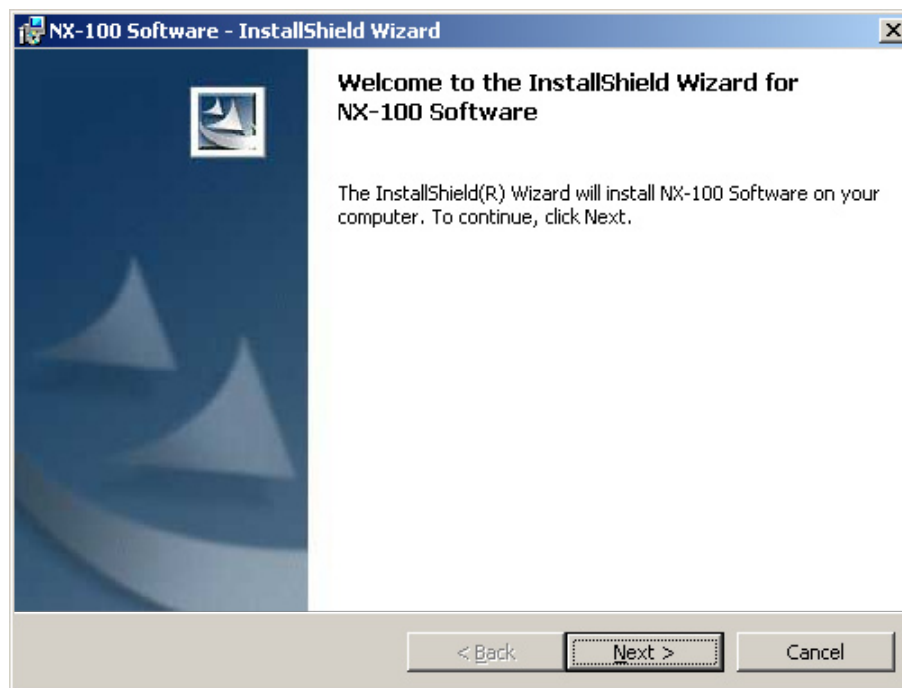 NX-100 Software - InstallShield Wizard
Welcome to the InstallShield Wizard for
NX-100 Software
The InstallShield(R) Wizard will install NX-100 Software on your
computer. To continue, click Next.
< Back
Next >
Cancel